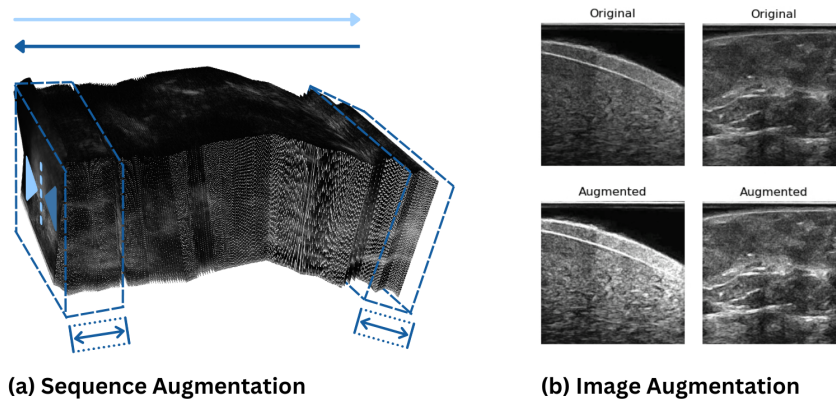 Original Original
Augmented Augmented
(a) Sequence Augmentation (b) Image Augmentation